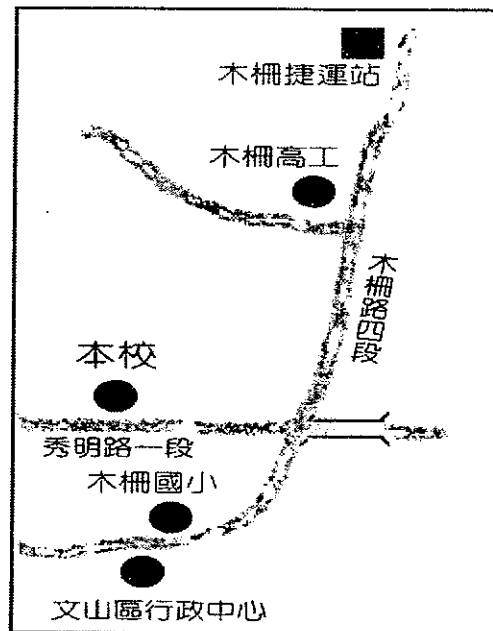 木柵捷運站
木柵高工
木柵路四段
本校
秀明路一段
木柵國小
文山區行政中心